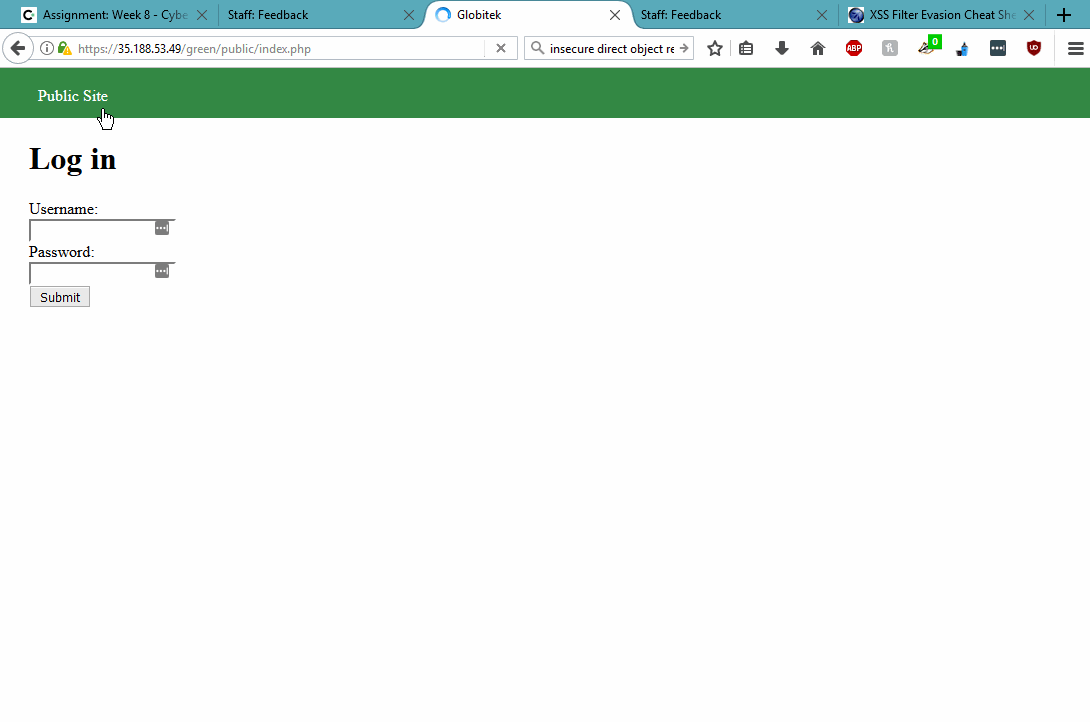 Assignment: Week 8 - Cybe
Staff: Feedback
Globitek
Staff: Feedback
XSS Filter Evasion Cheat She
https://35.188.53.49/green/public/index.php
insecure direct object re
ABP
0
Public Site
Log in
Username:
Password:
Submit